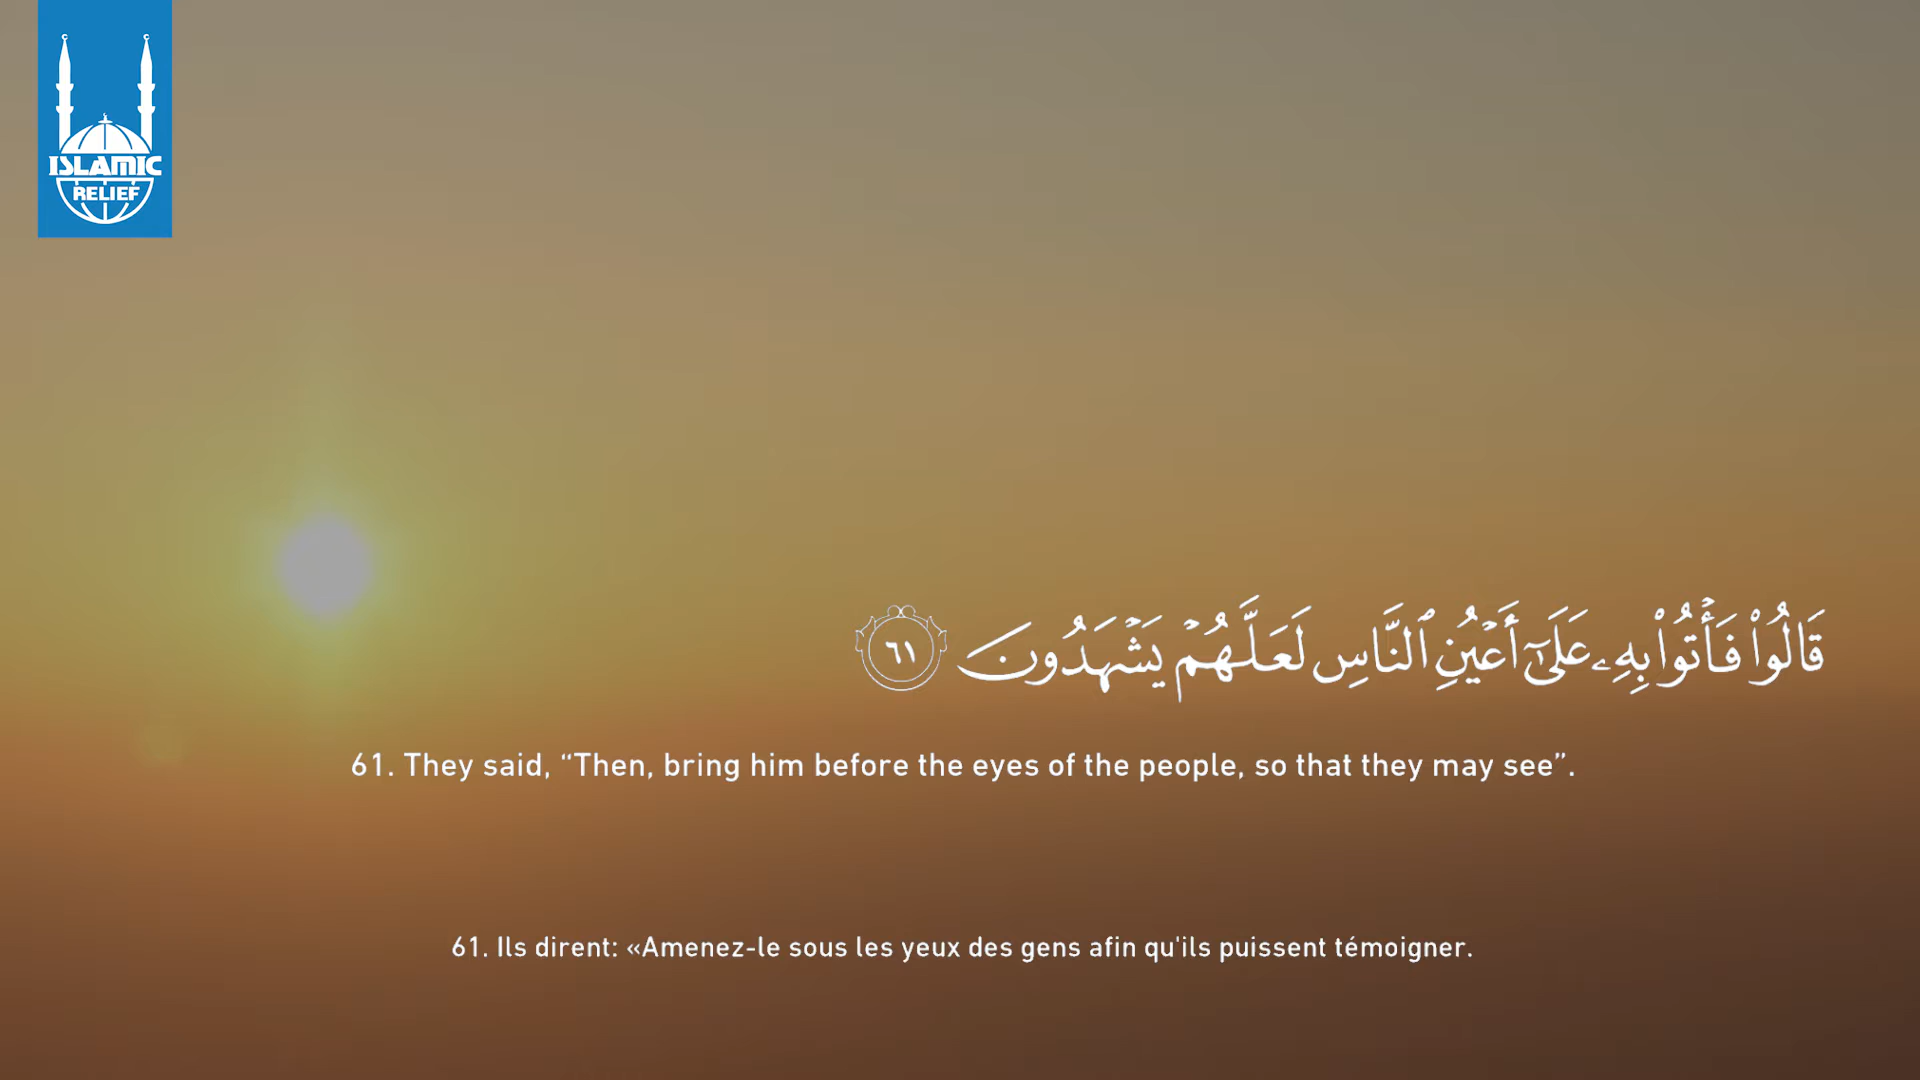 ISLAMIC
RELIEF
قَالُوا۟ فَأْتُوا۟ بِهِۦ عَلَىٰٓ أَعْيُنِ ٱلنَّاسِ لَعَلَّهُمْ يَشْهَدُونَ ٦١
61. They said, “Then, bring him before the eyes of the people, so that they may see”.
61. Ils dirent: «Amenez-le sous les yeux des gens afin qu'ils puissent témoigner.